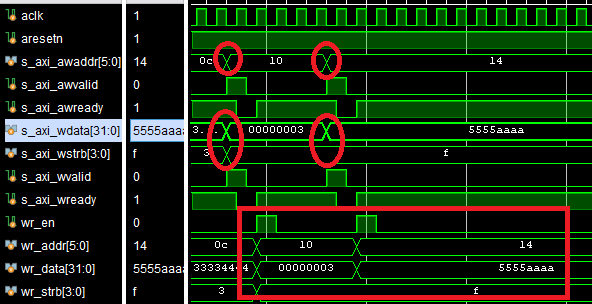 aclk 1
aresetn 1
s_axi_awaddr[5:0] 14 0c 10 14
s_axi_awvalid 0
s_axi_awready 1
s_axi_wdata[31:0] 5555aaaa 3... 00000003 5555aaaa
s_axi_wstrb[3:0] f 3 f
s_axi_wvalid 0
s_axi_wready 1
wr_en 0
wr_addr[5:0] 14 0c 10 14
wr_data[31:0] 5555aaaa 33334444 00000003 5555aaaa
wr_strb[3:0] f 3 f